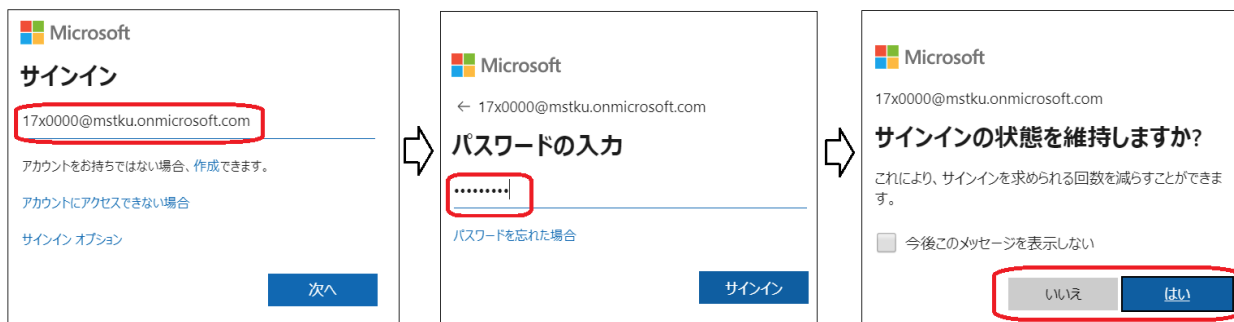 Microsoft
サインイン
17x0000@mstku.onmicrosoft.com
アカウントをお持ちではない場合、作成できます。
アカウントにアクセスできない場合
サインイン オプション
次へ
Microsoft
← 17x0000@mstku.onmicrosoft.com
パスワードの入力
•••••••••
パスワードを忘れた場合
サインイン
Microsoft
17x0000@mstku.onmicrosoft.com
サインインの状態を維持しますか?
これにより、サインインを求められる回数を減らすことができま
す。
今後このメッセージを表示しない
いいえ はい